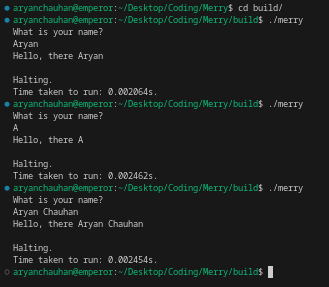 aryanchauhan@emperor:~/Desktop/Coding/Merry$ cd build/
aryanchauhan@emperor:~/Desktop/Coding/Merry/build$ ./merry
What is your name?
Aryan
Hello, there Aryan
Halting.
Time taken to run: 0.002064s.
aryanchauhan@emperor:~/Desktop/Coding/Merry/build$ ./merry
What is your name?
A
Hello, there A
Halting.
Time taken to run: 0.002462s.
aryanchauhan@emperor:~/Desktop/Coding/Merry/build$ ./merry
What is your name?
Aryan Chauhan
Hello, there Aryan Chauhan
Halting.
Time taken to run: 0.002454s.
aryanchauhan@emperor:~/Desktop/Coding/Merry/build$